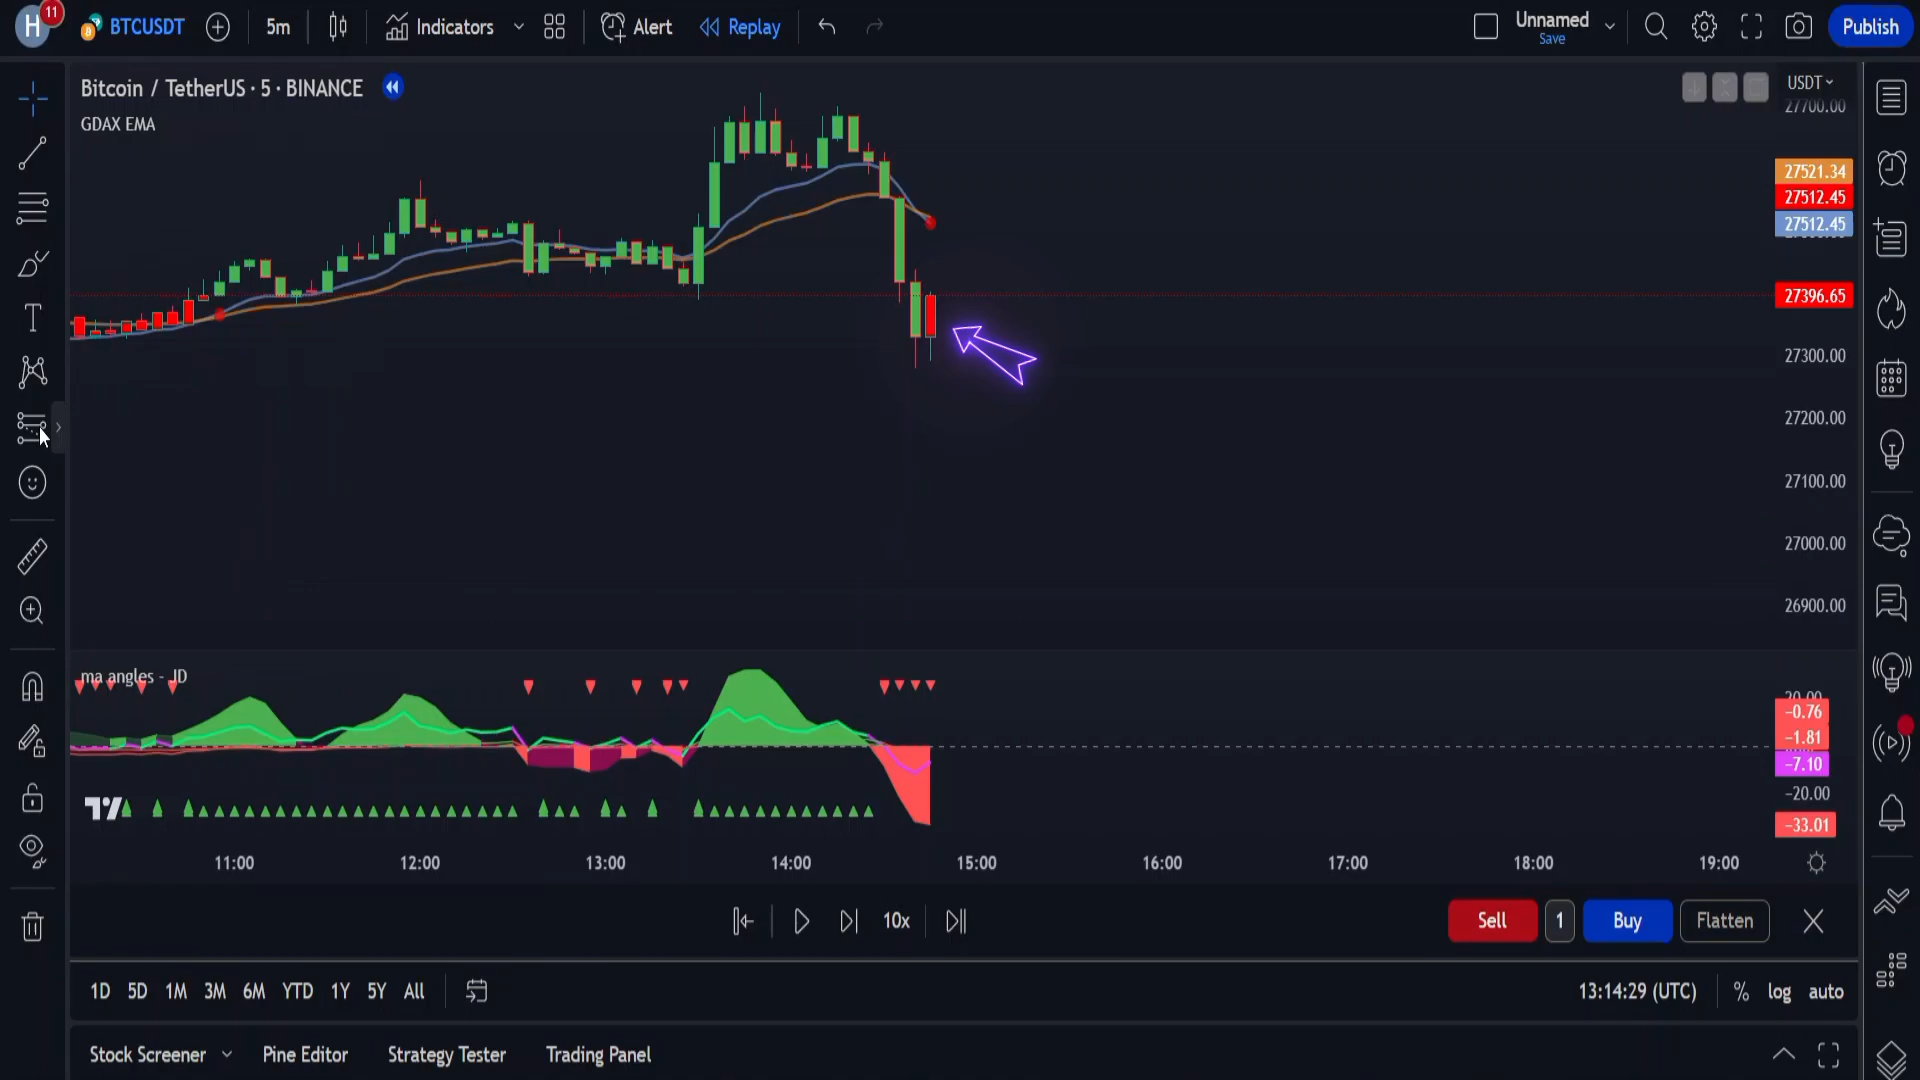 H
11
BTCUSDT
5m
Indicators
Alert
Replay
Unnamed
Save
Publish
Bitcoin / TetherUS · 5 · BINANCE
GDAX EMA
USDT
27700.00
27521.34
27512.45
27512.45
27396.65
27300.00
27200.00
27100.00
27000.00
26900.00
ma angles - JD
20.00
−0.76
−1.81
−7.10
−20.00
−33.01
11:00 12:00 13:00 14:00 15:00 16:00 17:00 18:00 19:00
10x
Sell
1
Buy
Flatten
1D 5D 1M 3M 6M YTD 1Y 5Y All
13:14:29 (UTC)
% log auto
Stock Screener Pine Editor Strategy Tester Trading Panel